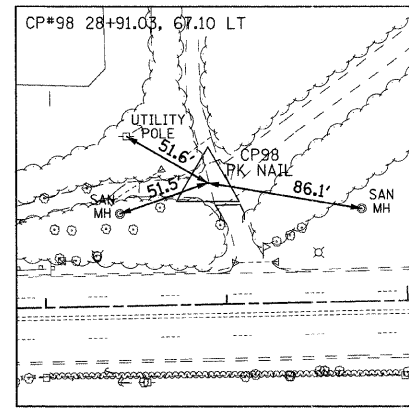 CP#98 28+91.03, 67.10 LT
UTILITY
POLE
51.6'
CP98
PK NAIL
51.5'
86.1'
SAN
MH
SAN
MH